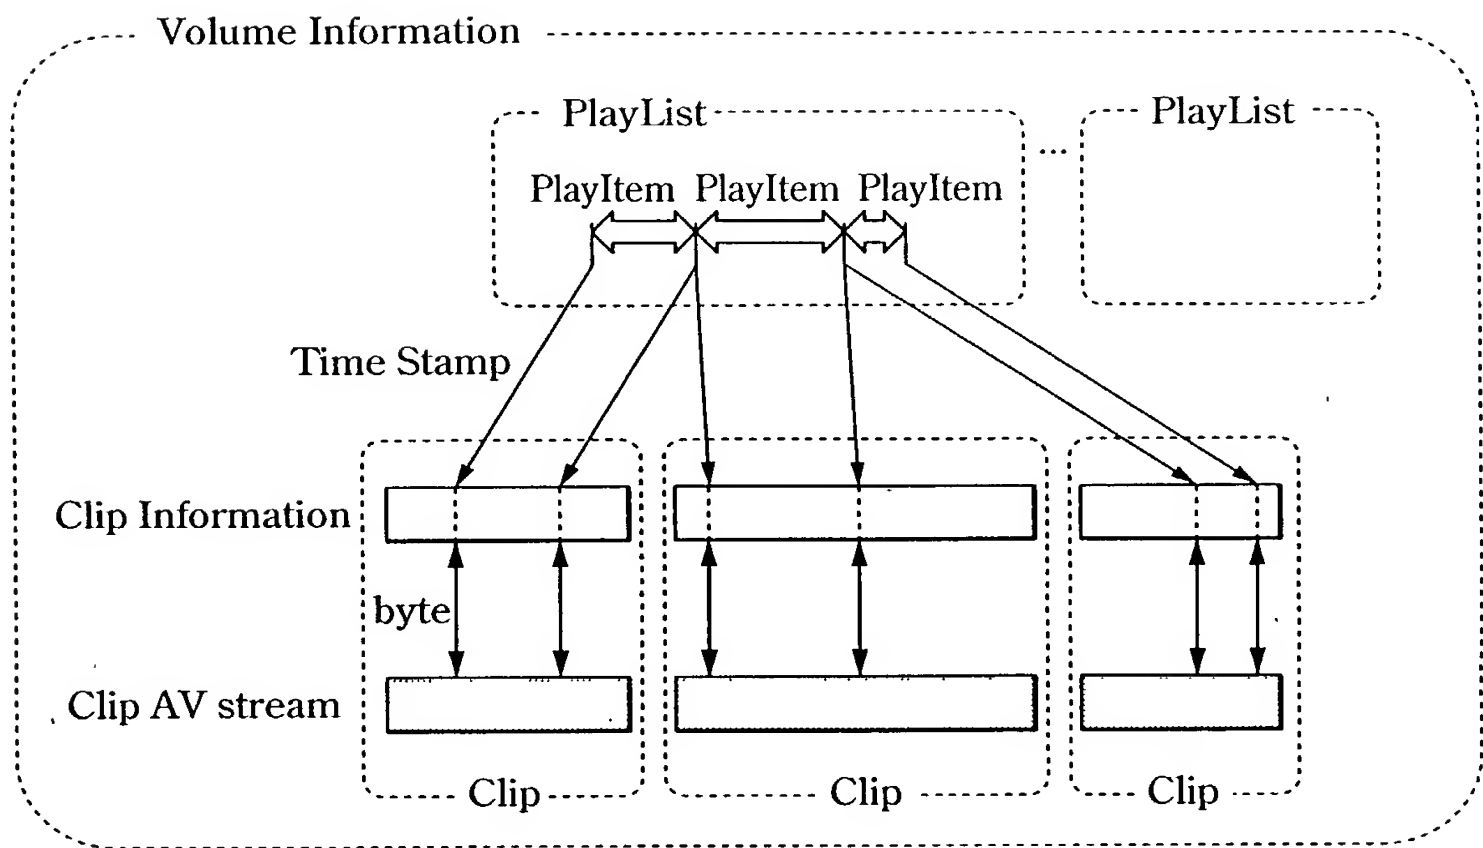 Volume Information
PlayList
PlayList
...
PlayItem PlayItem PlayItem
Time Stamp
Clip Information
byte
Clip AV stream
Clip
Clip
Clip